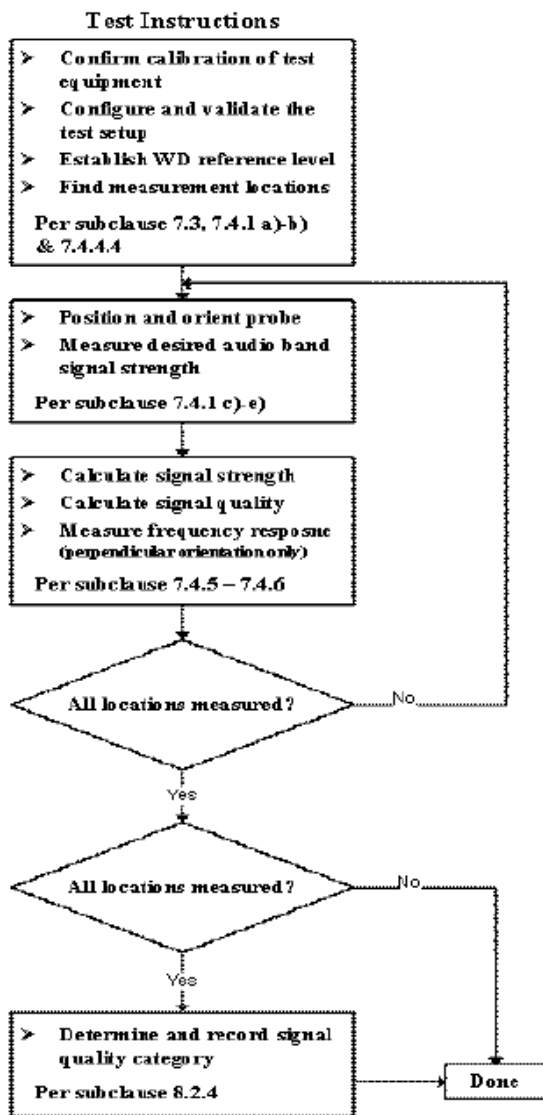 Test Instructions
➢ Confirm calibration of test
equipment
➢ Configure and validate the
test setup
➢ Establish WD reference level
➢ Find measurement locations
Per subclause 7.3, 7.4.1 a)-b)
& 7.4.4.4
➢ Position and orient probe
➢ Measure desired audio band
signal strength
Per subclause 7.4.1 c)-e)
➢ Calculate signal strength
➢ Calculate signal quality
➢ Measure frequency resposne
(perpendicular orientation only)
Per subclause 7.4.5 – 7.4.6
All locations measured?
No
Yes
All locations measured?
No
Yes
➢ Determine and record signal
quality category
Per subclause 8.2.4
Done